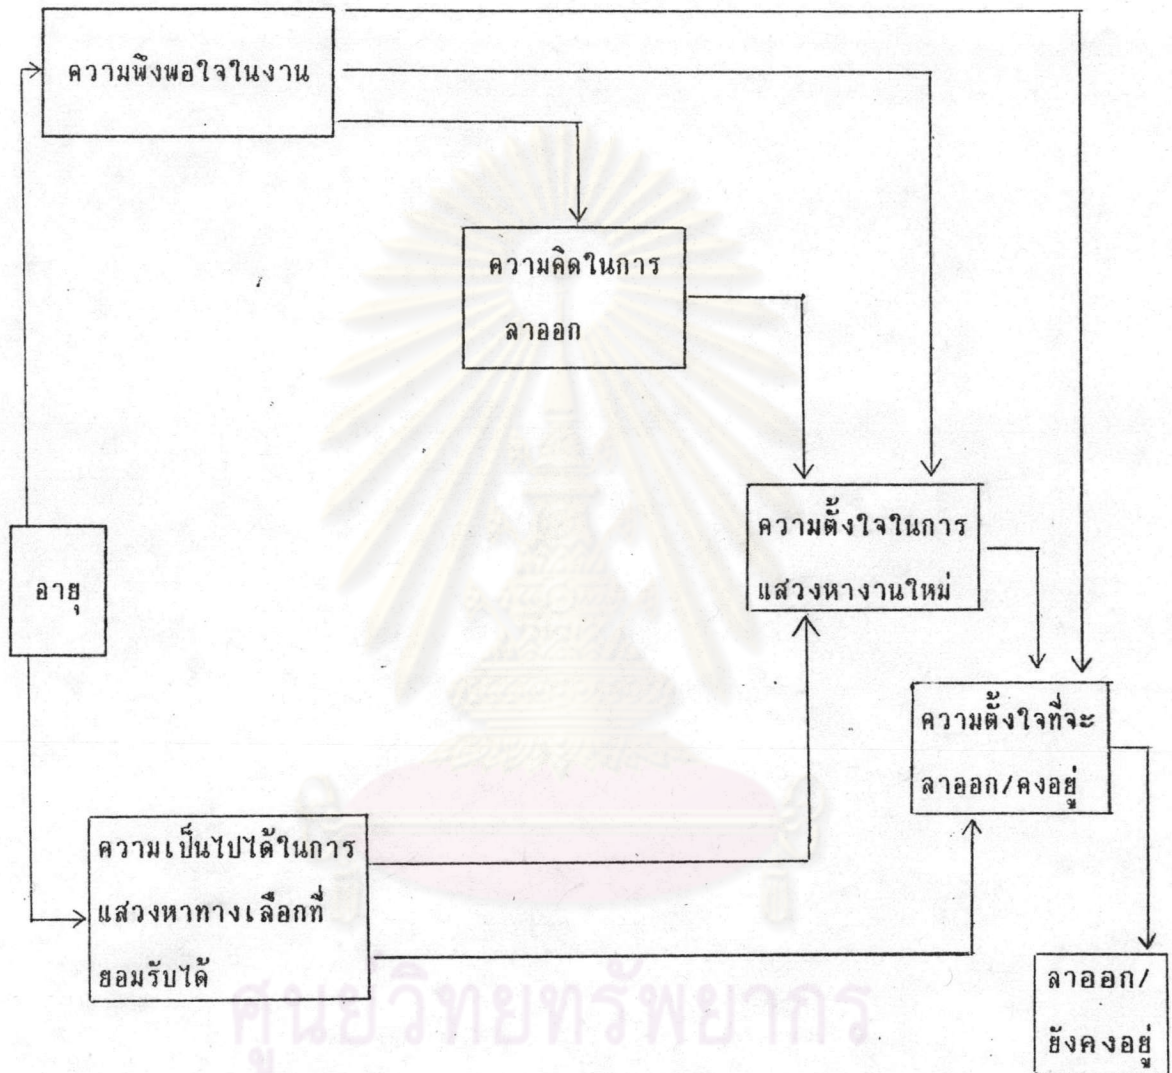 ความพึงพอใจในงาน
ความคิดในการ
ลาออก
ความตั้งใจในการ
แสวงหางานใหม่
อายุ
ความตั้งใจที่จะ
ลาออก/คงอยู่
ความเป็นไปได้ในการ
แสวงหาทางเลือกที่
ยอมรับได้
ลาออก/
ยังคงอยู่
ศูนย์วิทยทรัพยากร